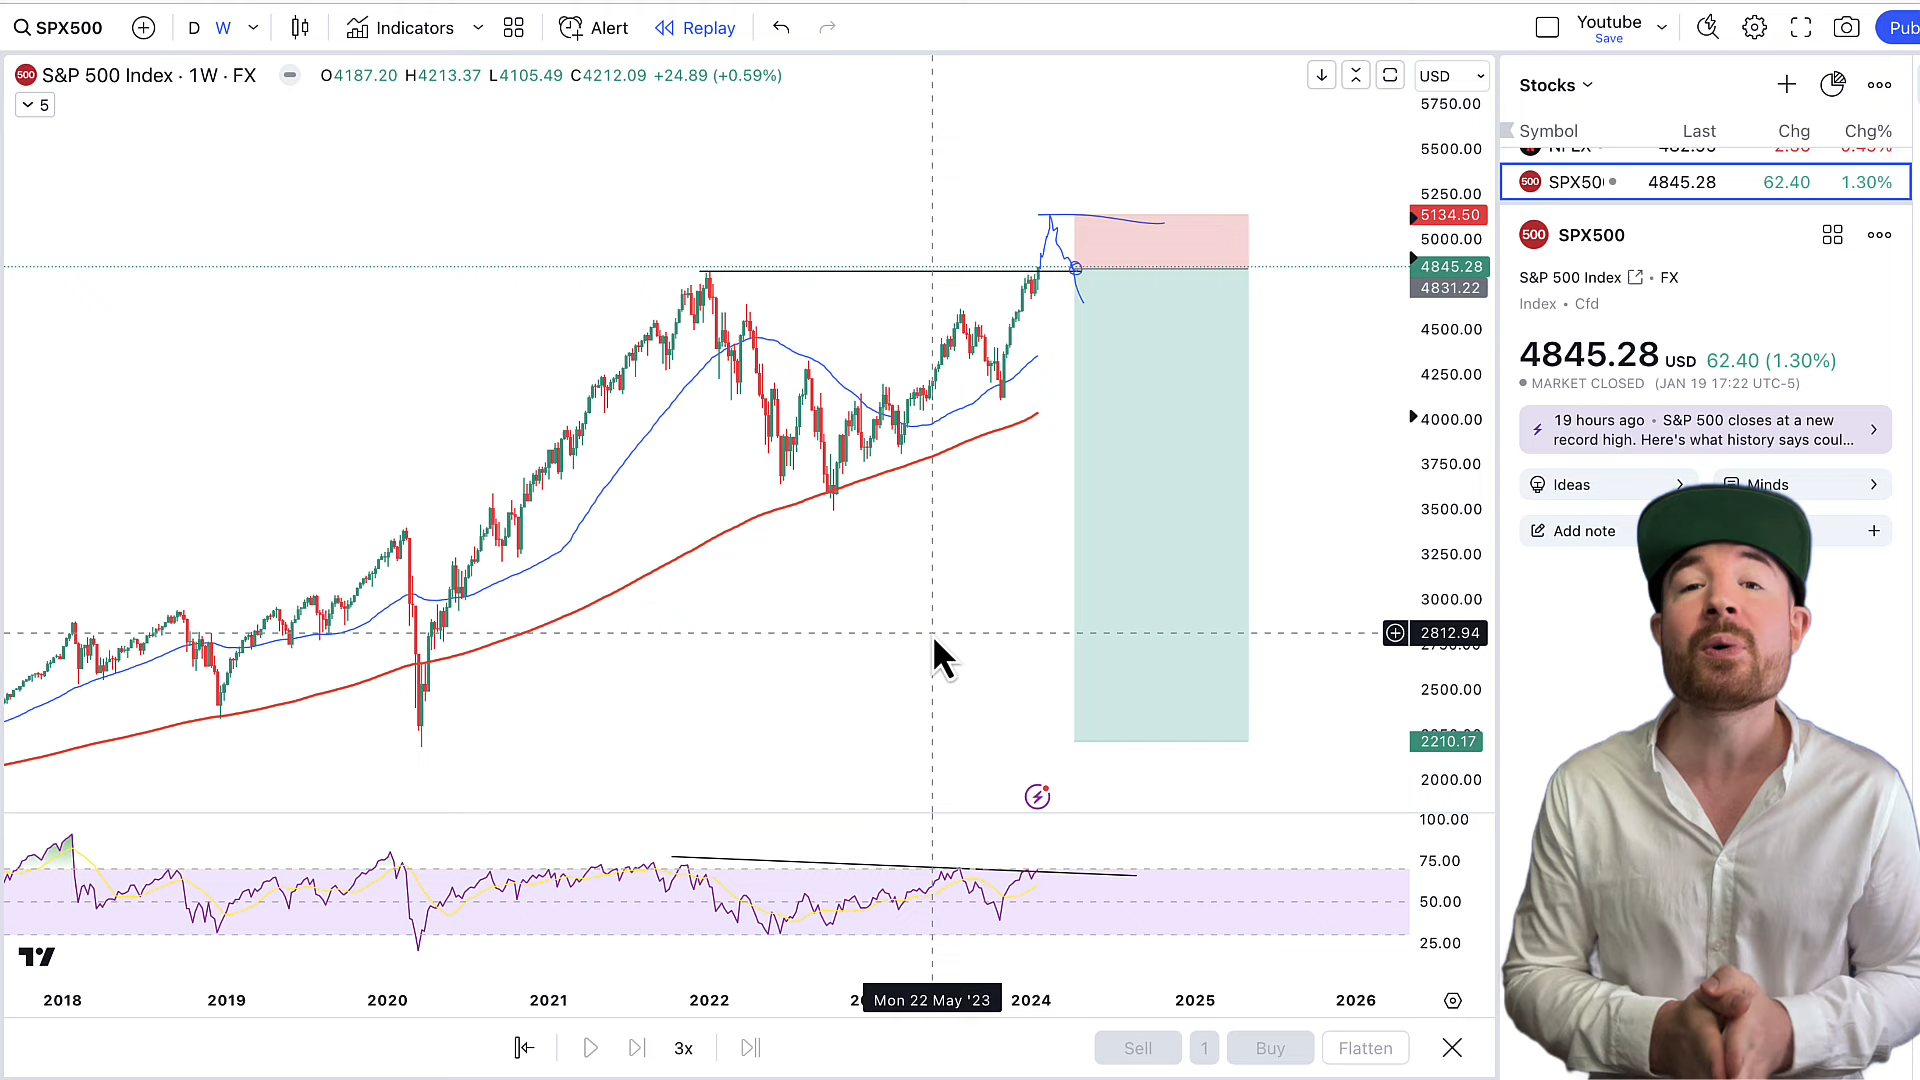 SPX500
D W
Indicators
Alert
Replay
Youtube
Save
Pub
500 S&P 500 Index · 1W · FX
O4187.20 H4213.37 L4105.49 C4212.09 +24.89 (+0.59%)
5
USD
5750.00
5500.00
5250.00
5134.50
5000.00
4845.28
4831.22
4500.00
4250.00
4000.00
3750.00
3500.00
3250.00
3000.00
2812.94
2500.00
2210.17
2000.00
100.00
75.00
50.00
25.00
2018
2019
2020
2021
2022
Mon 22 May '23
2024
2025
2026
3x
Sell
1
Buy
Flatten
Stocks
Symbol Last Chg Chg%
500 SPX50 4845.28 62.40 1.30%
500 SPX500
S&P 500 Index • FX
Index • Cfd
4845.28 USD 62.40 (1.30%)
MARKET CLOSED (JAN 19 17:22 UTC-5)
19 hours ago • S&P 500 closes at a new
record high. Here's what history says coul...
Ideas
Minds
Add note